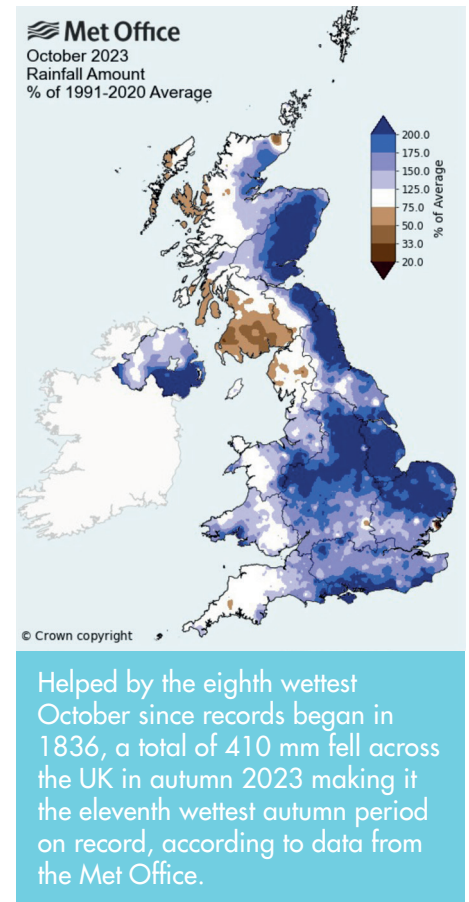 Met Office
October 2023
Rainfall Amount
% of 1991-2020 Average
200.0
175.0
150.0
125.0
75.0
50.0
33.0
20.0
% of Average
© Crown copyright
Helped by the eighth wettest
October since records began in
1836, a total of 410 mm fell across
the UK in autumn 2023 making it
the eleventh wettest autumn period
on record, according to data from
the Met Office.